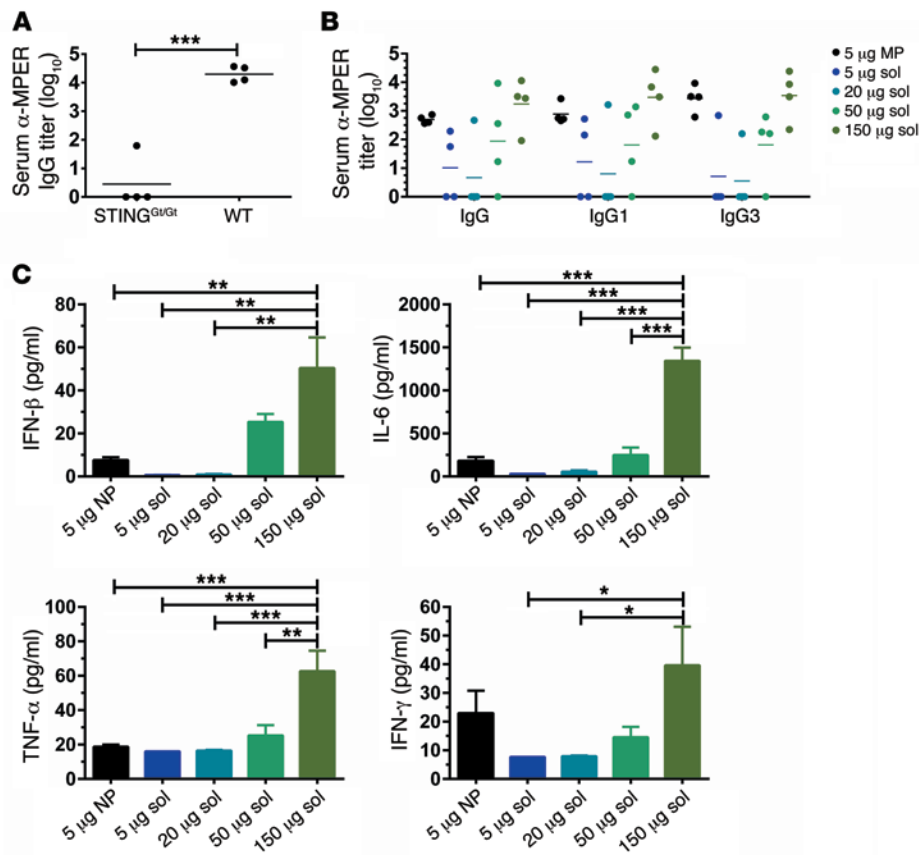 A
Serum α-MPER
IgG titer (log10)
5
4
3
2
1
0
***
STINGGt/Gt
WT
B
Serum α-MPER
titer (log10)
5
4
3
2
1
0
IgG
IgG1
IgG3
5 μg MP
5 μg sol
20 μg sol
50 μg sol
150 μg sol
C
IFN-β (pg/ml)
80
60
40
20
0
**
**
**
5 μg NP
5 μg sol
20 μg sol
50 μg sol
150 μg sol
IL-6 (pg/ml)
2000
1500
1000
500
0
***
***
***
***
5 μg NP
5 μg sol
20 μg sol
50 μg sol
150 μg sol
TNF-α (pg/ml)
100
80
60
40
20
0
***
***
***
**
5 μg NP
5 μg sol
20 μg sol
50 μg sol
150 μg sol
IFN-γ (pg/ml)
60
50
40
30
20
10
0
*
*
5 μg NP
5 μg sol
20 μg sol
50 μg sol
150 μg sol